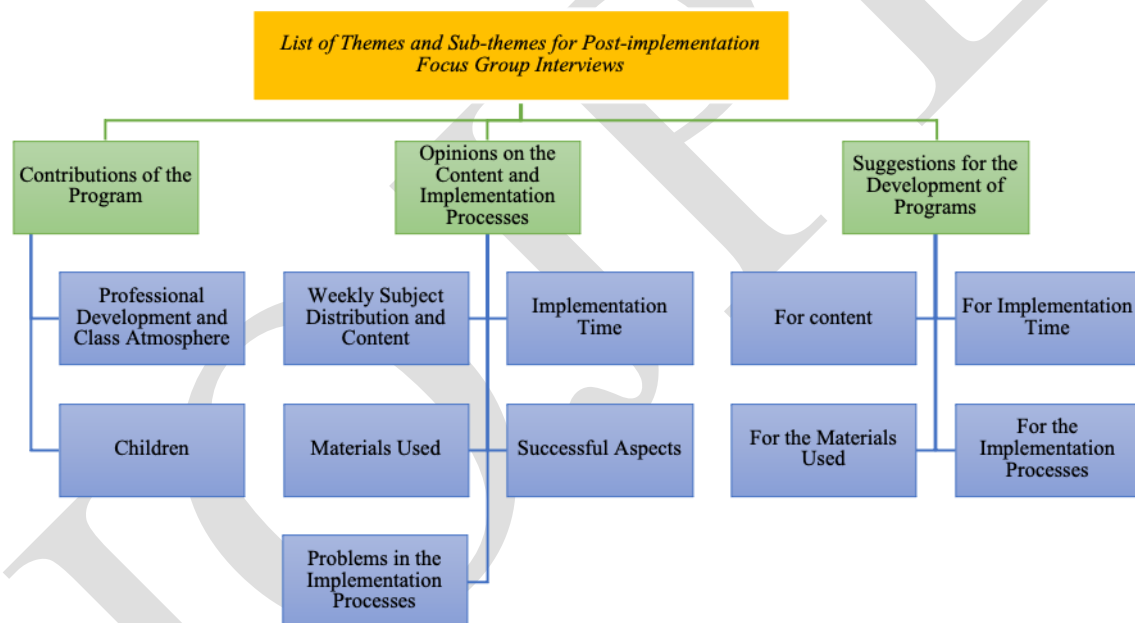 List of Themes and Sub-themes for Post-implementation
Focus Group Interviews
Contributions of the
Program
Opinions on the
Content and
Implementation
Processes
Suggestions for the
Development of
Programs
Professional
Development and
Class Atmosphere
Weekly Subject
Distribution and
Content
Implementation
Time
For content
For Implementation
Time
Children
Materials Used
Successful Aspects
For the Materials
Used
For the
Implementation
Processes
Problems in the
Implementation
Processes